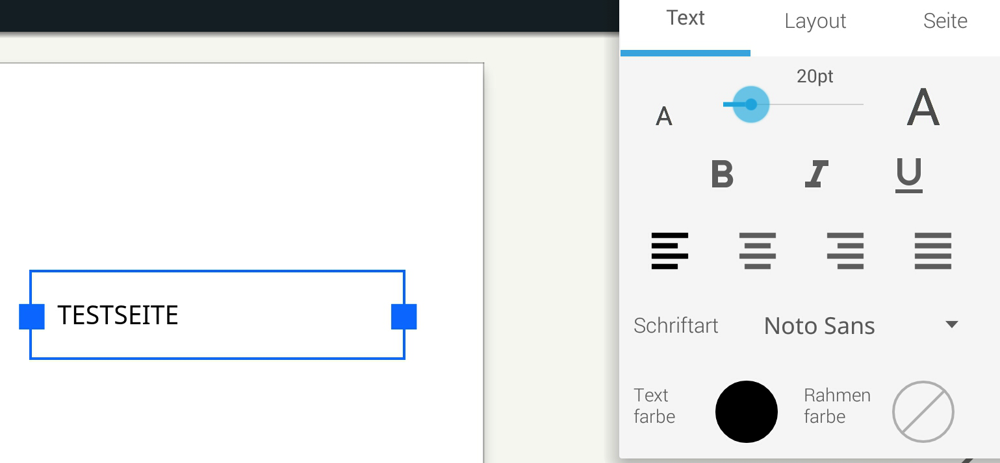 Text Layout Seite
20pt
A A
B I U
TESTSEITE
Schriftart Noto Sans
Text
farbe
Rahmen
farbe